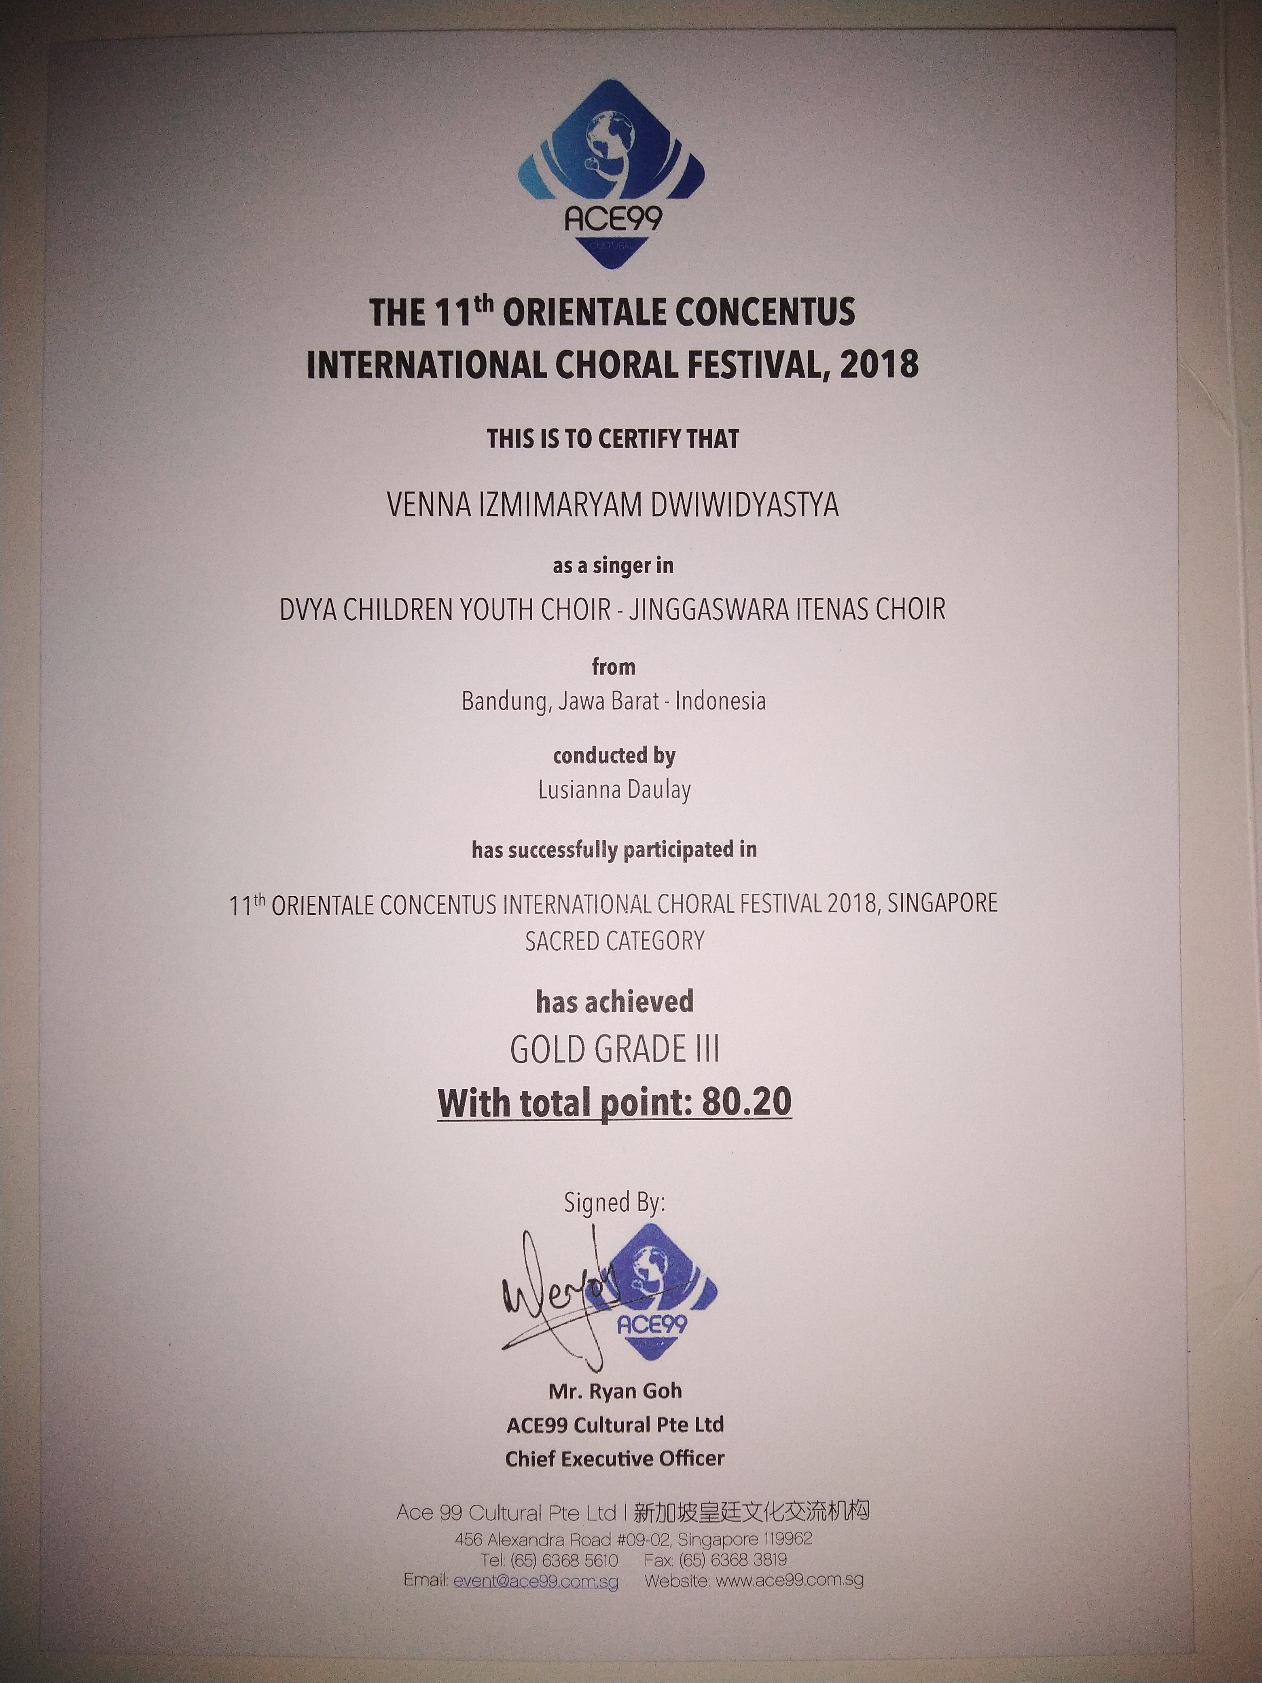 ACE99
CULTURAL
THE 11th ORIENTALE CONCENTUS
INTERNATIONAL CHORAL FESTIVAL, 2018
THIS IS TO CERTIFY THAT
VENNA IZMIMARYAM DWIWIDYASTYA
as a singer in
DVYA CHILDREN YOUTH CHOIR - JINGGASWARA ITENAS CHOIR
from
Bandung, Jawa Barat - Indonesia
conducted by
Lusianna Daulay
has successfully participated in
11th ORIENTALE CONCENTUS INTERNATIONAL CHORAL FESTIVAL 2018, SINGAPORE
SACRED CATEGORY
has achieved
GOLD GRADE III
With total point: 80.20
Signed By:
ACE99
Mr. Ryan Goh
ACE99 Cultural Pte Ltd
Chief Executive Officer
Ace 99 Cultural Pte Ltd | 新加坡皇廷文化交流机构
456 Alexandra Road #09-02, Singapore 119962
Tel: (65) 6368 5610 Fax: (65) 6368 3819
Email: event@ace99.com.sg Website: www.ace99.com.sg